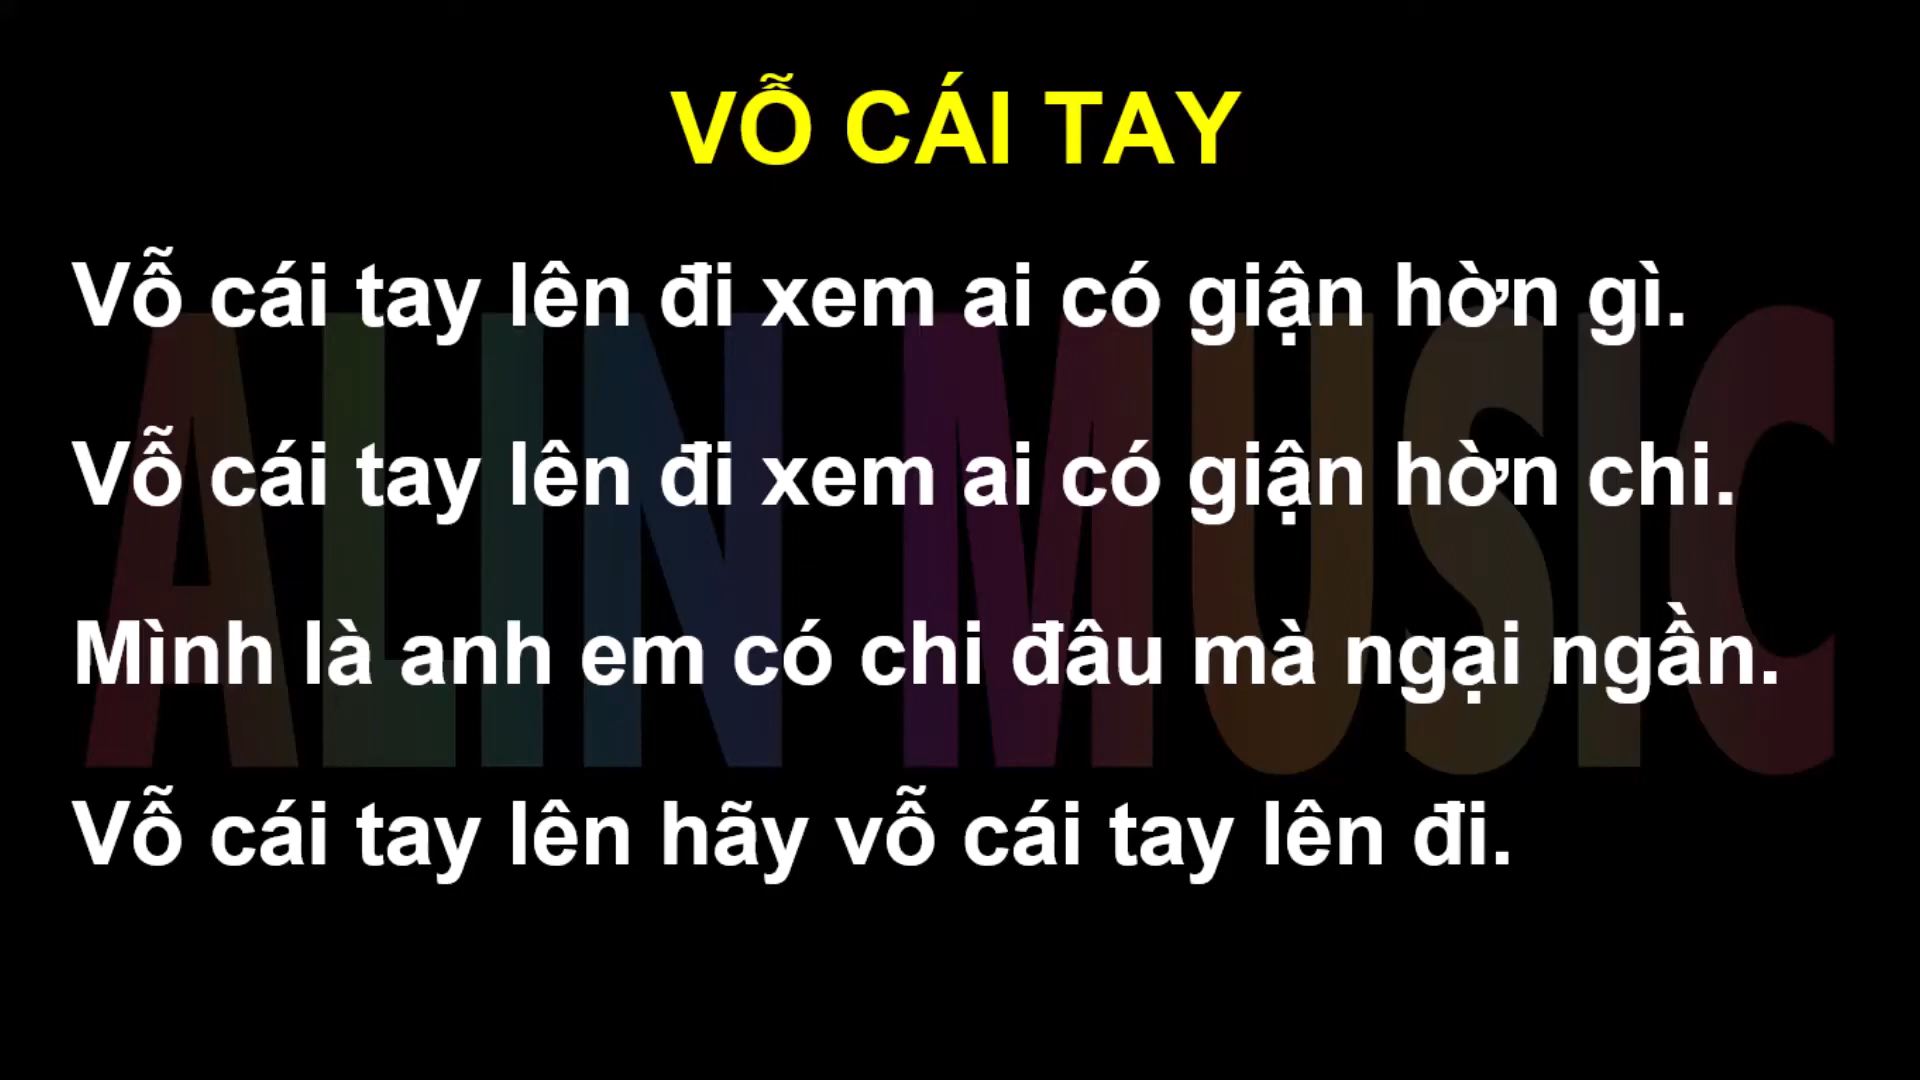 VỖ CÁI TAY
Vỗ cái tay lên đi xem ai có giận hờn gì.
Vỗ cái tay lên đi xem ai có giận hờn chi.
ALIN MUSIC
Mình là anh em có chi đâu mà ngại ngần.
Vỗ cái tay lên hãy vỗ cái tay lên đi.